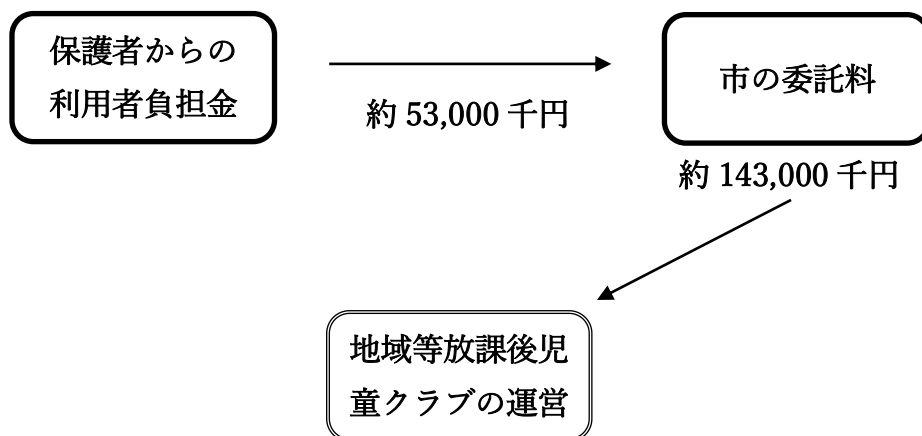 保護者からの
利用者負担金
約 53,000 千円
市の委託料
約 143,000 千円
地域等放課後児
童クラブの運営